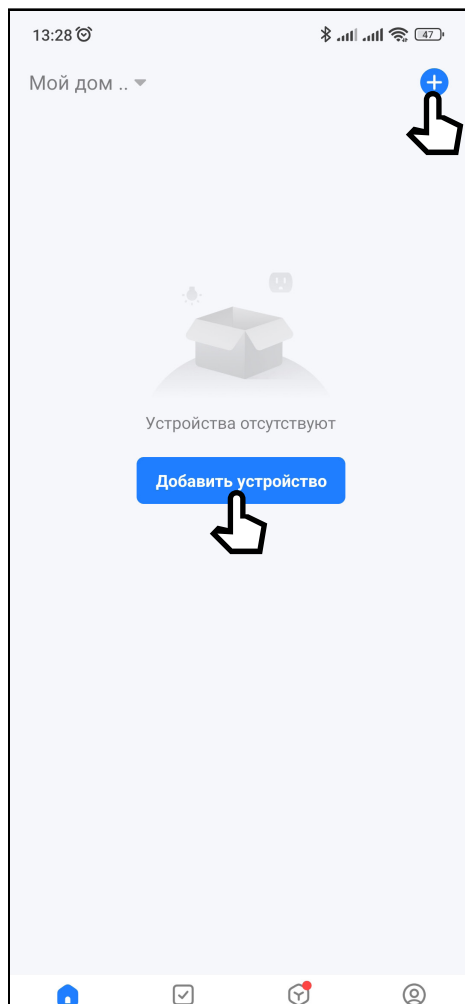 13:28
47
Мой дом ..
Устройства отсутствуют
Добавить устройство